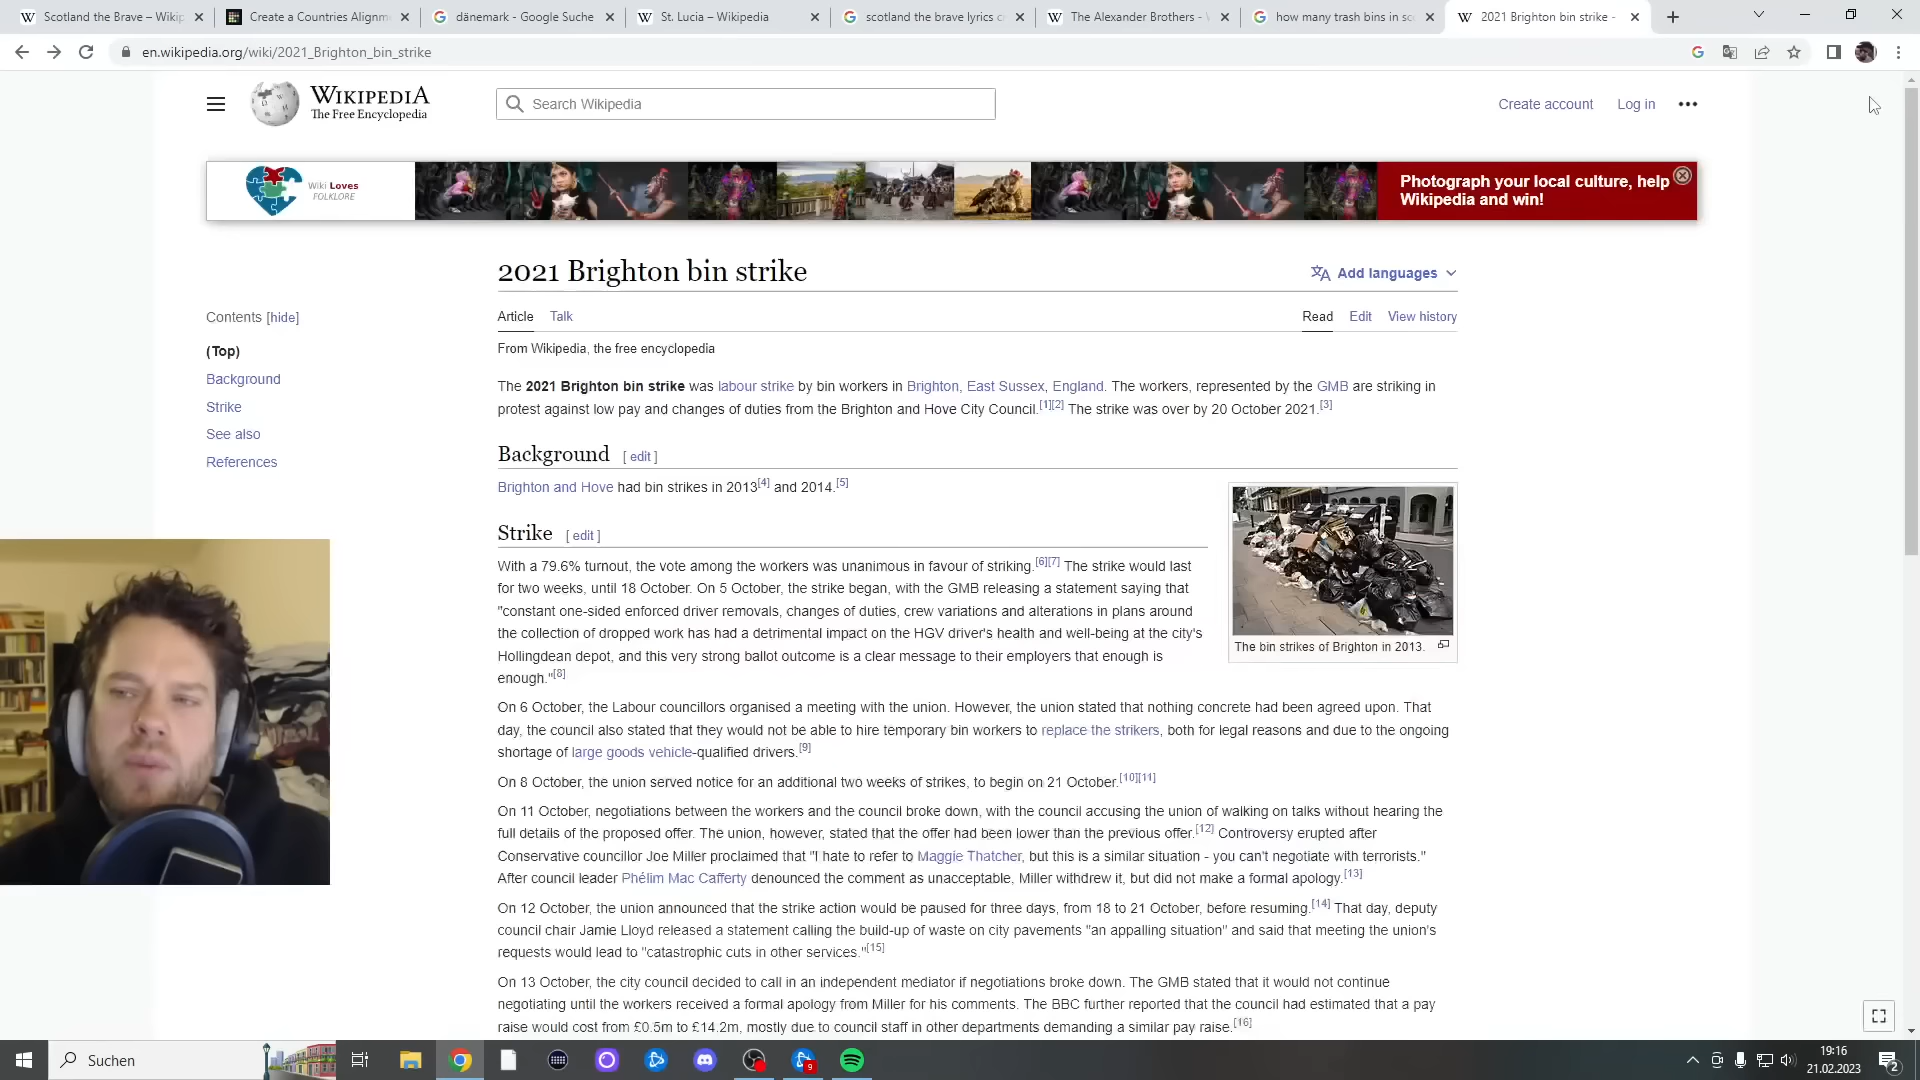 Scotland the Brave – Wikip
Create a Countries Alignm
dänemark - Google Suche
St. Lucia – Wikipedia
scotland the brave lyrics
The Alexander Brothers -
how many trash bins in sc
2021 Brighton bin strike -
en.wikipedia.org/wiki/2021_Brighton_bin_strike
WIKIPEDIA
The Free Encyclopedia
Search Wikipedia
Create account
Log in
Wiki Loves
FOLKLORE
Photograph your local culture, help
Wikipedia and win!
2021 Brighton bin strike
Add languages
Contents [hide]
(Top)
Background
Strike
See also
References
Article Talk
Read Edit View history
From Wikipedia, the free encyclopedia
The 2021 Brighton bin strike was labour strike by bin workers in Brighton, East Sussex, England. The workers, represented by the GMB are striking in
protest against low pay and changes of duties from the Brighton and Hove City Council.[1][2] The strike was over by 20 October 2021.[3]
Background [ edit ]
Brighton and Hove had bin strikes in 2013[4] and 2014.[5]
The bin strikes of Brighton in 2013.
Strike [ edit ]
With a 79.6% turnout, the vote among the workers was unanimous in favour of striking.[6][7] The strike would last
for two weeks, until 18 October. On 5 October, the strike began, with the GMB releasing a statement saying that
"constant one-sided enforced driver removals, changes of duties, crew variations and alterations in plans around
the collection of dropped work has had a detrimental impact on the HGV driver's health and well-being at the city's
Hollingdean depot, and this very strong ballot outcome is a clear message to their employers that enough is
enough."[8]
On 6 October, the Labour councillors organised a meeting with the union. However, the union stated that nothing concrete had been agreed upon. That
day, the council also stated that they would not be able to hire temporary bin workers to replace the strikers, both for legal reasons and due to the ongoing
shortage of large goods vehicle-qualified drivers.[9]
On 8 October, the union served notice for an additional two weeks of strikes, to begin on 21 October.[10][11]
On 11 October, negotiations between the workers and the council broke down, with the council accusing the union of walking on talks without hearing the
full details of the proposed offer. The union, however, stated that the offer had been lower than the previous offer.[12] Controversy erupted after
Conservative councillor Joe Miller proclaimed that "I hate to refer to Maggie Thatcher, but this is a similar situation - you can't negotiate with terrorists."
After council leader Phélim Mac Cafferty denounced the comment as unacceptable, Miller withdrew it, but did not make a formal apology.[13]
On 12 October, the union announced that the strike action would be paused for three days, from 18 to 21 October, before resuming.[14] That day, deputy
council chair Jamie Lloyd released a statement calling the build-up of waste on city pavements "an appalling situation" and said that meeting the union's
requests would lead to "catastrophic cuts in other services."[15]
On 13 October, the city council decided to call in an independent mediator if negotiations broke down. The GMB stated that it would not continue
negotiating until the workers received a formal apology from Miller for his comments. The BBC further reported that the council had estimated that a pay
raise would cost from £0.5m to £14.2m, mostly due to council staff in other departments demanding a similar pay raise.[16]
Suchen
9
19:16
21.02.2023
2